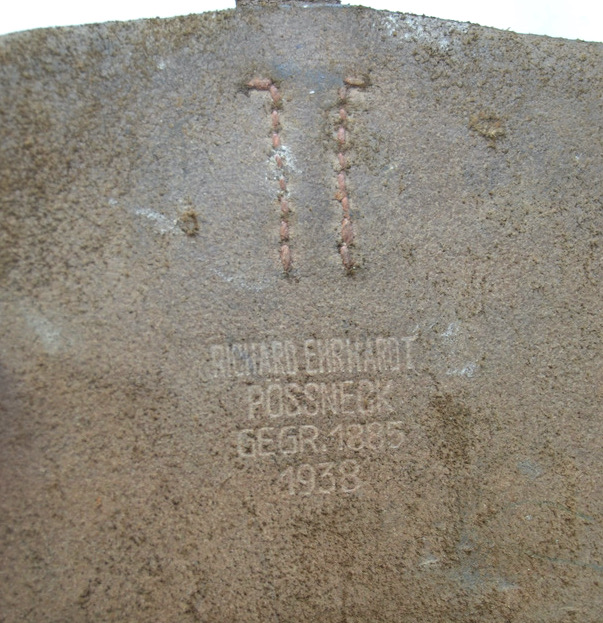 RICHARD EHRHARDT
PÖSSNECK
GEGR. 1885
1938